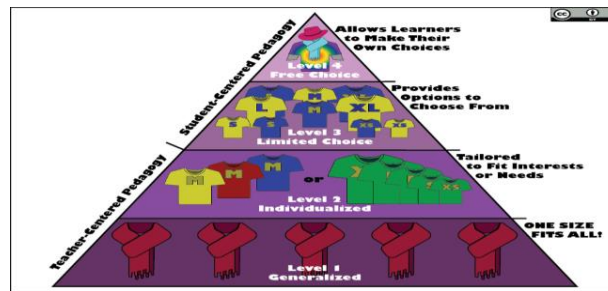 Allows Learners
to Make Their
Own Choices
Level 4
Free Choice
Student-Centered Pedagogy
Provides
Options to
Choose From
L
M
XL
S
S
M
XS
XS
Level 3
Limited Choice
Tailored
to Fit Interests
or Needs
M
M
M
or
XS
Level 2
Individualized
Teacher-Centered Pedagogy
ONE SIZE
FITS ALL!
Level 1
Generalized
cc